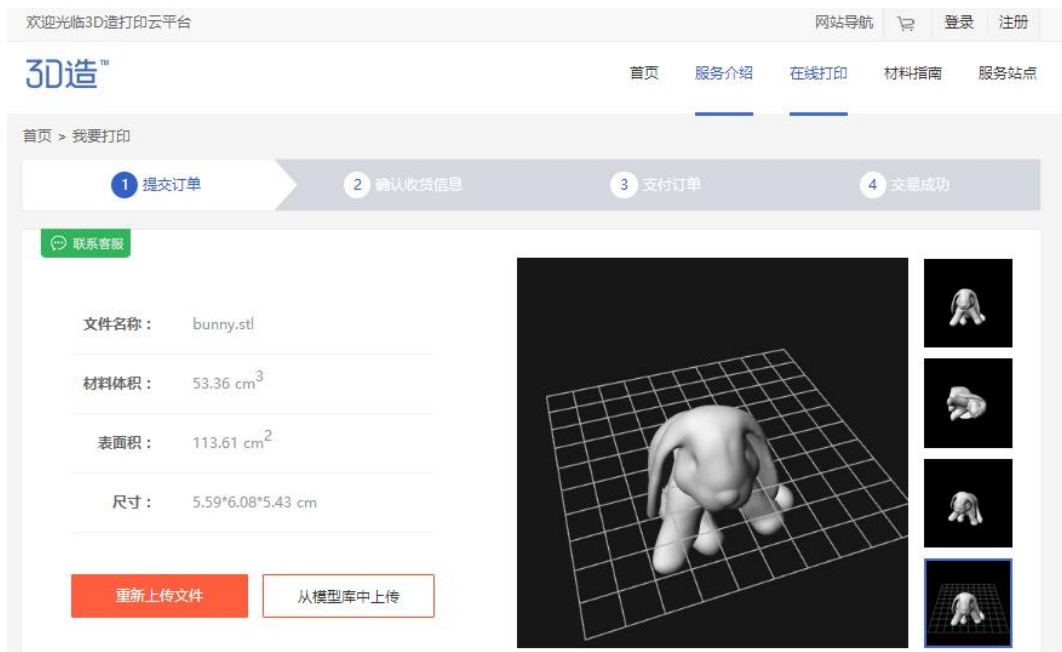 欢迎光临3D造打印云平台
网站导航 登录 注册
3D造™
首页 服务介绍 在线打印 材料指南 服务站点
首页 > 我要打印
1 提交订单 2 确认收货信息 3 支付订单 4 交易成功
联系客服
文件名称： bunny.stl
材料体积： 53.36 cm³
表面积： 113.61 cm²
尺寸： 5.59*6.08*5.43 cm
重新上传文件 从模型库中上传